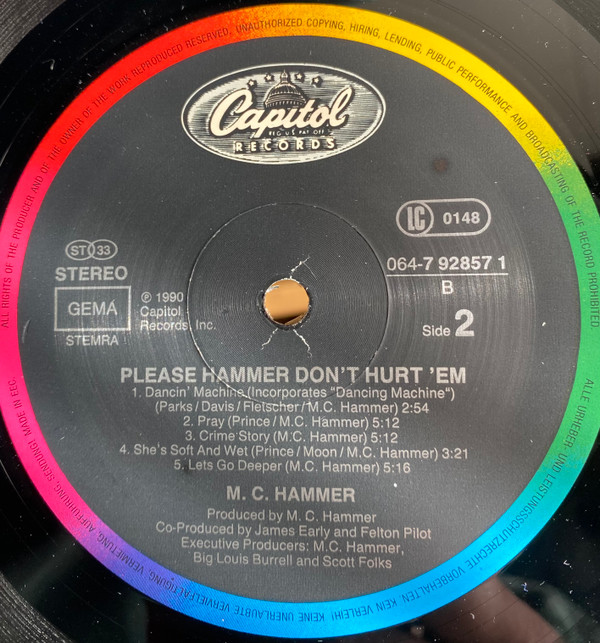 ALL RIGHTS OF THE PRODUCER AND OF THE OWNER OF THE WORK REPRODUCED RESERVED, UNAUTHORIZED COPYING, HIRING, LENDING, PUBLIC PERFORMANCE AND BROADCASTING OF THE RECORD PROHIBITED.
Capitol
REG. U.S. PAT. OFF.
RECORDS
LC 0148
ST 33
STEREO
GEMA
STEMRA
℗ 1990
Capitol
Records, Inc.
064-7 92857 1
B
Side 2
PLEASE HAMMER DON'T HURT 'EM
1. Dancin' Machine (Incorporates "Dancing Machine")
(Parks / Davis / Fletscher / M.C. Hammer) 2:54
2. Pray (Prince / M.C. Hammer) 5:12
3. Crime Story (M.C. Hammer) 5:12
4. She's Soft And Wet (Prince / Moon / M.C. Hammer) 3:21
5. Lets Go Deeper (M.C. Hammer) 5:16
M. C. HAMMER
Produced by M. C. Hammer
Co-Produced by James Early and Felton Pilot
Executive Producers: M.C. Hammer,
Big Louis Burrell and Scott Folks
ALLE URHEBER- UND LEISTUNGSSCHUTZRECHTE VORBEHALTEN. KEIN VERLEIH! KEINE UNERLAUBTE VERVIELFÄLTIGUNG, VERMIETUNG, AUFFÜHRUNG, SENDUNG! MADE IN EEC.